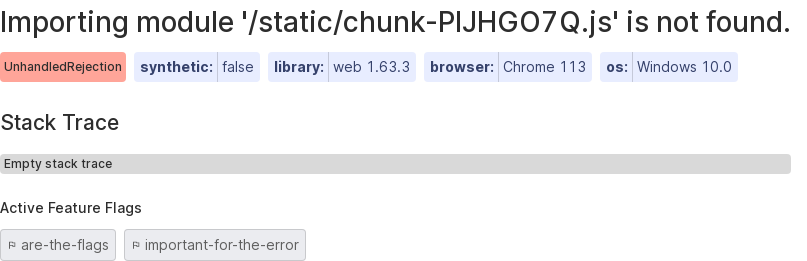 Importing module '/static/chunk-PIJHGO7Q.js' is not found.
UnhandledRejection synthetic: false library: web 1.63.3 browser: Chrome 113 os: Windows 10.0
Stack Trace
Empty stack trace
Active Feature Flags
are-the-flags important-for-the-error